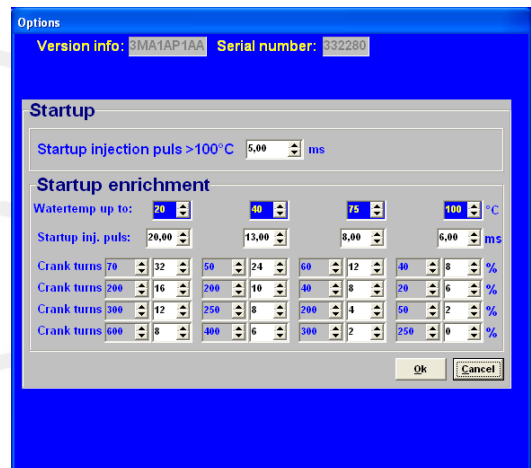 Options
Version info: 3MA1AP1AA Serial number: 332280
Startup
Startup injection puls >100°C 5,00 ms
Startup enrichment
Watertemp up to: 20 40 75 100 °C
Startup inj. puls: 20,00 13,00 8,00 6,00 ms
Crank turns 70 32 50 24 60 12 40 8 %
Crank turns 200 16 200 10 40 8 20 6 %
Crank turns 300 12 250 8 200 4 50 2 %
Crank turns 600 8 400 6 300 2 250 0 %
Ok Cancel